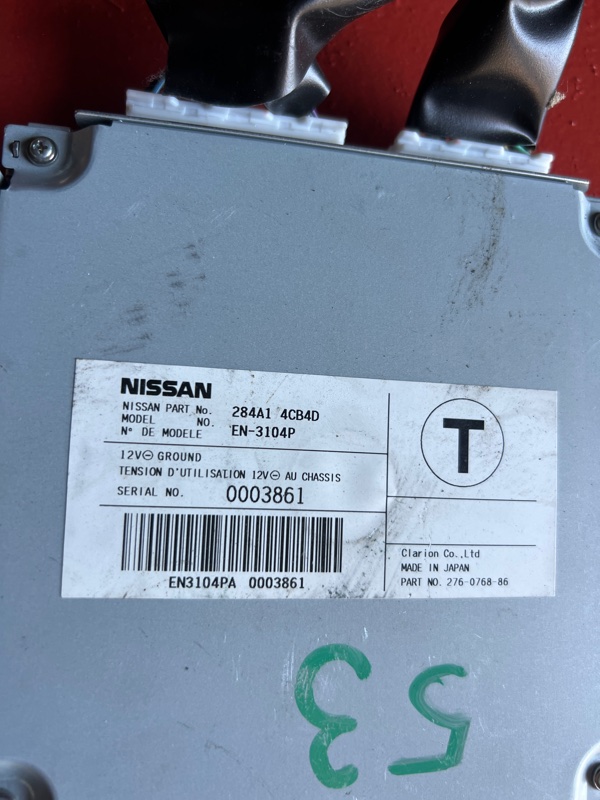 NISSAN
NISSAN PART No. 284A1 4CB4D
MODEL NO.
N° DE MODELE EN-3104P
12V⊖ GROUND
TENSION D'UTILISATION 12V⊖ AU CHASSIS
SERIAL NO. 0003861
EN3104PA 0003861
T
Clarion Co.,Ltd
MADE IN JAPAN
PART NO. 276-0768-86
53